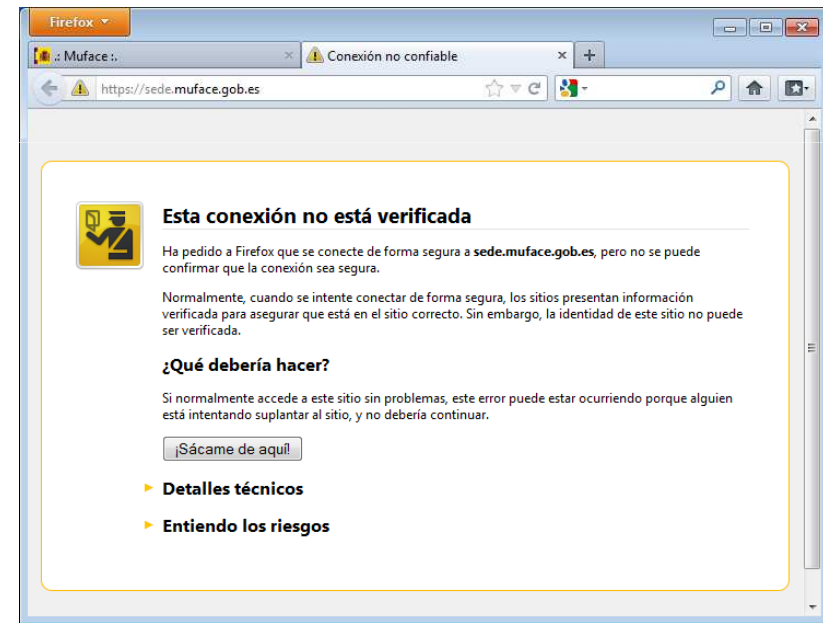 Firefox
.: Muface :.
Conexión no confiable
https://sede.muface.gob.es
Esta conexión no está verificada
Ha pedido a Firefox que se conecte de forma segura a sede.muface.gob.es, pero no se puede
confirmar que la conexión sea segura.
Normalmente, cuando se intente conectar de forma segura, los sitios presentan información
verificada para asegurar que está en el sitio correcto. Sin embargo, la identidad de este sitio no puede
ser verificada.
¿Qué debería hacer?
Si normalmente accede a este sitio sin problemas, este error puede estar ocurriendo porque alguien
está intentando suplantar al sitio, y no debería continuar.
¡Sácame de aquí!
Detalles técnicos
Entiendo los riesgos